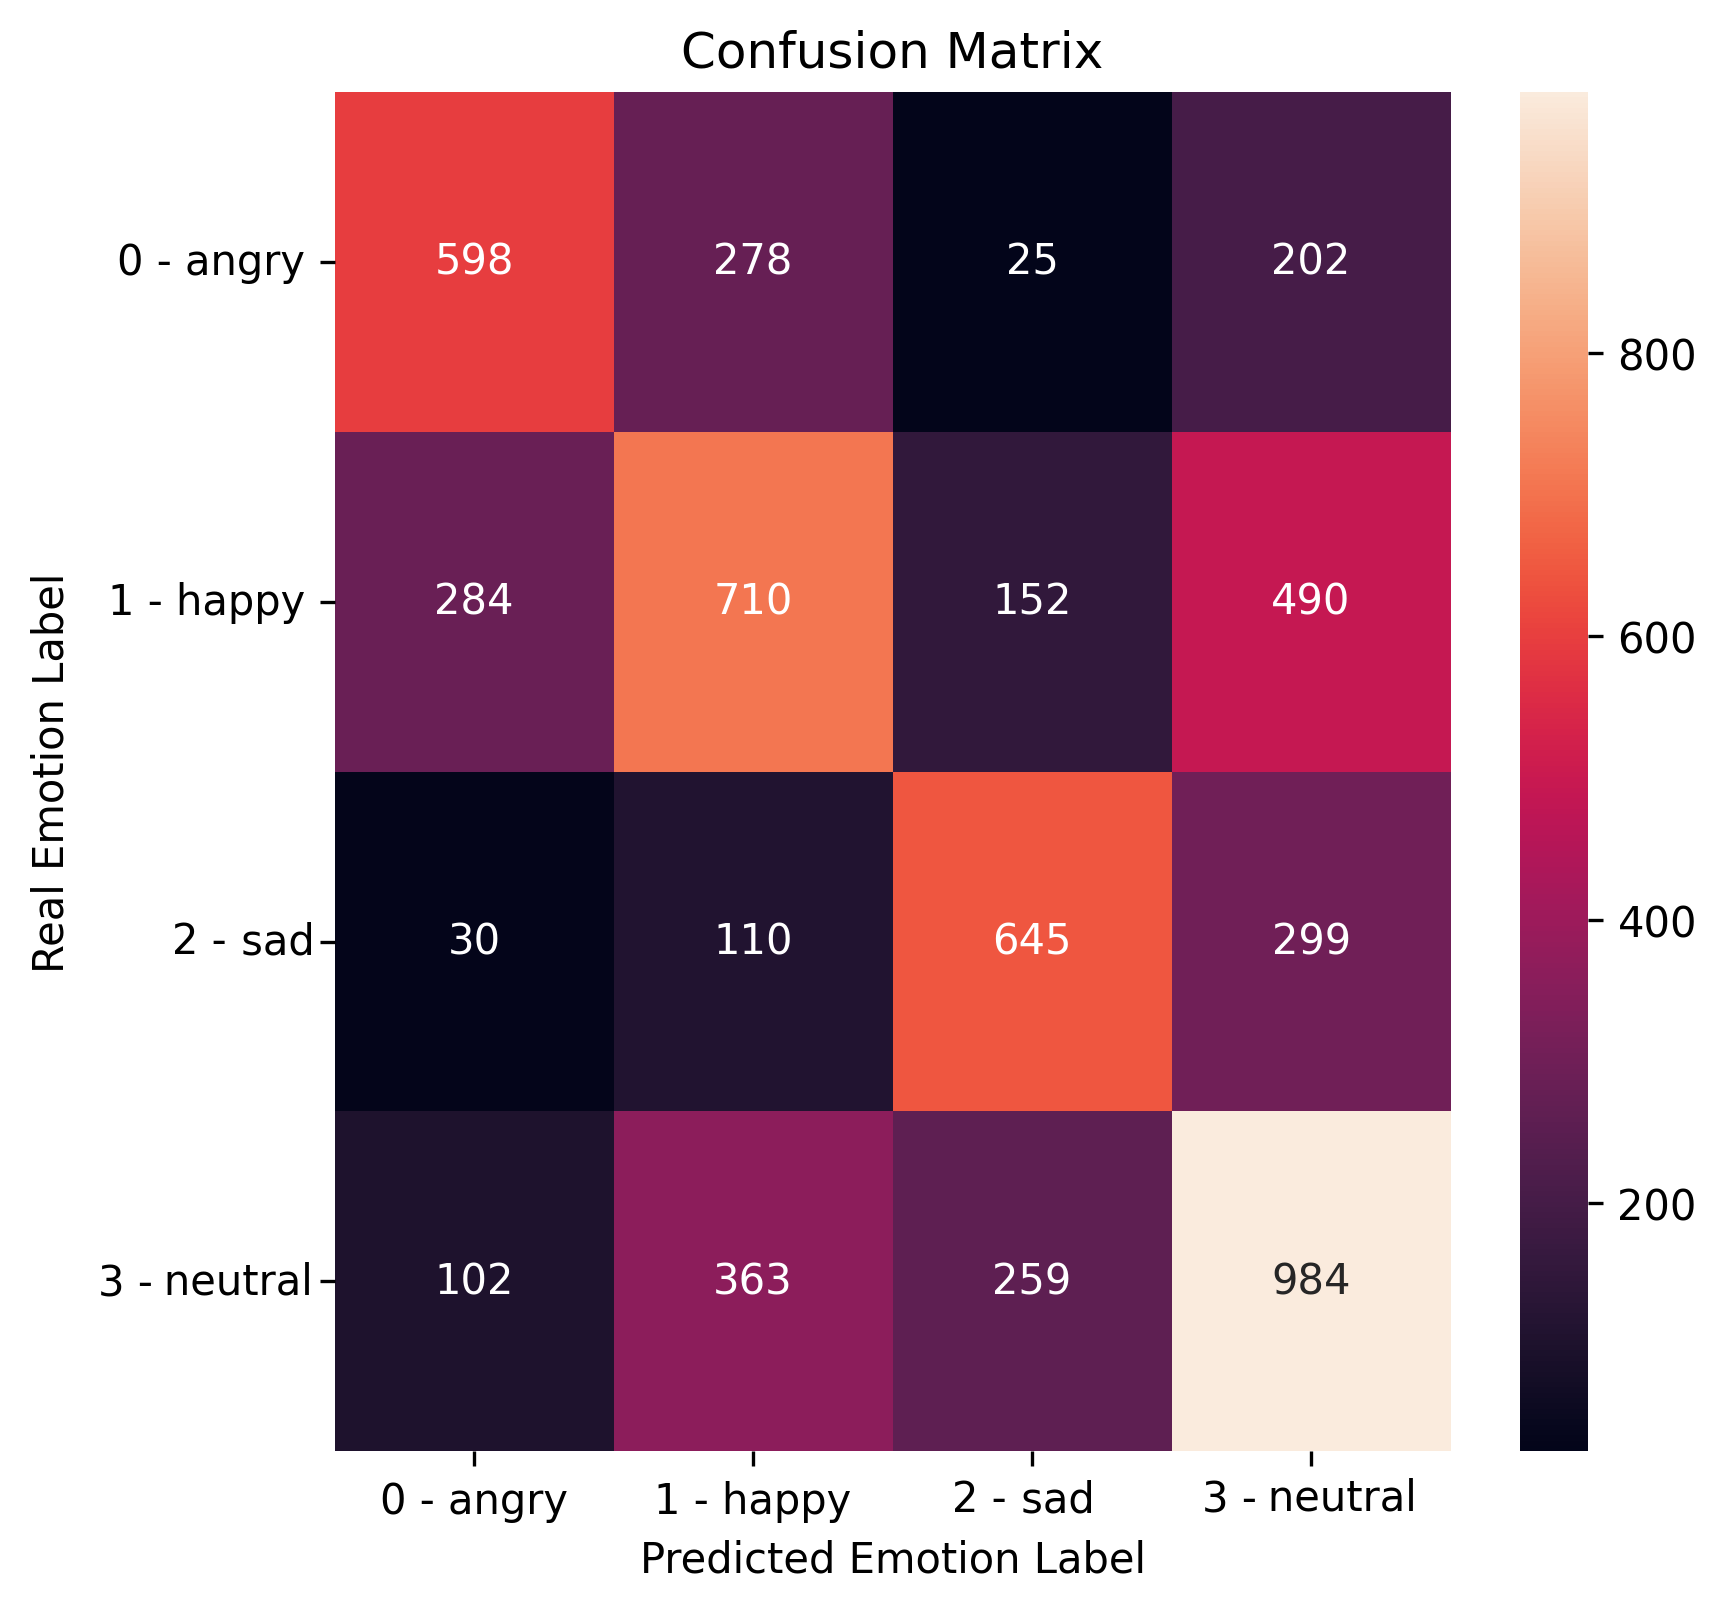 Confusion Matrix
0 - angry 598 278 25 202
800
1 - happy 284 710 152 490
600
Real Emotion Label
2 - sad 30 110 645 299
400
200
3 - neutral 102 363 259 984
0 - angry 1 - happy 2 - sad 3 - neutral
Predicted Emotion Label